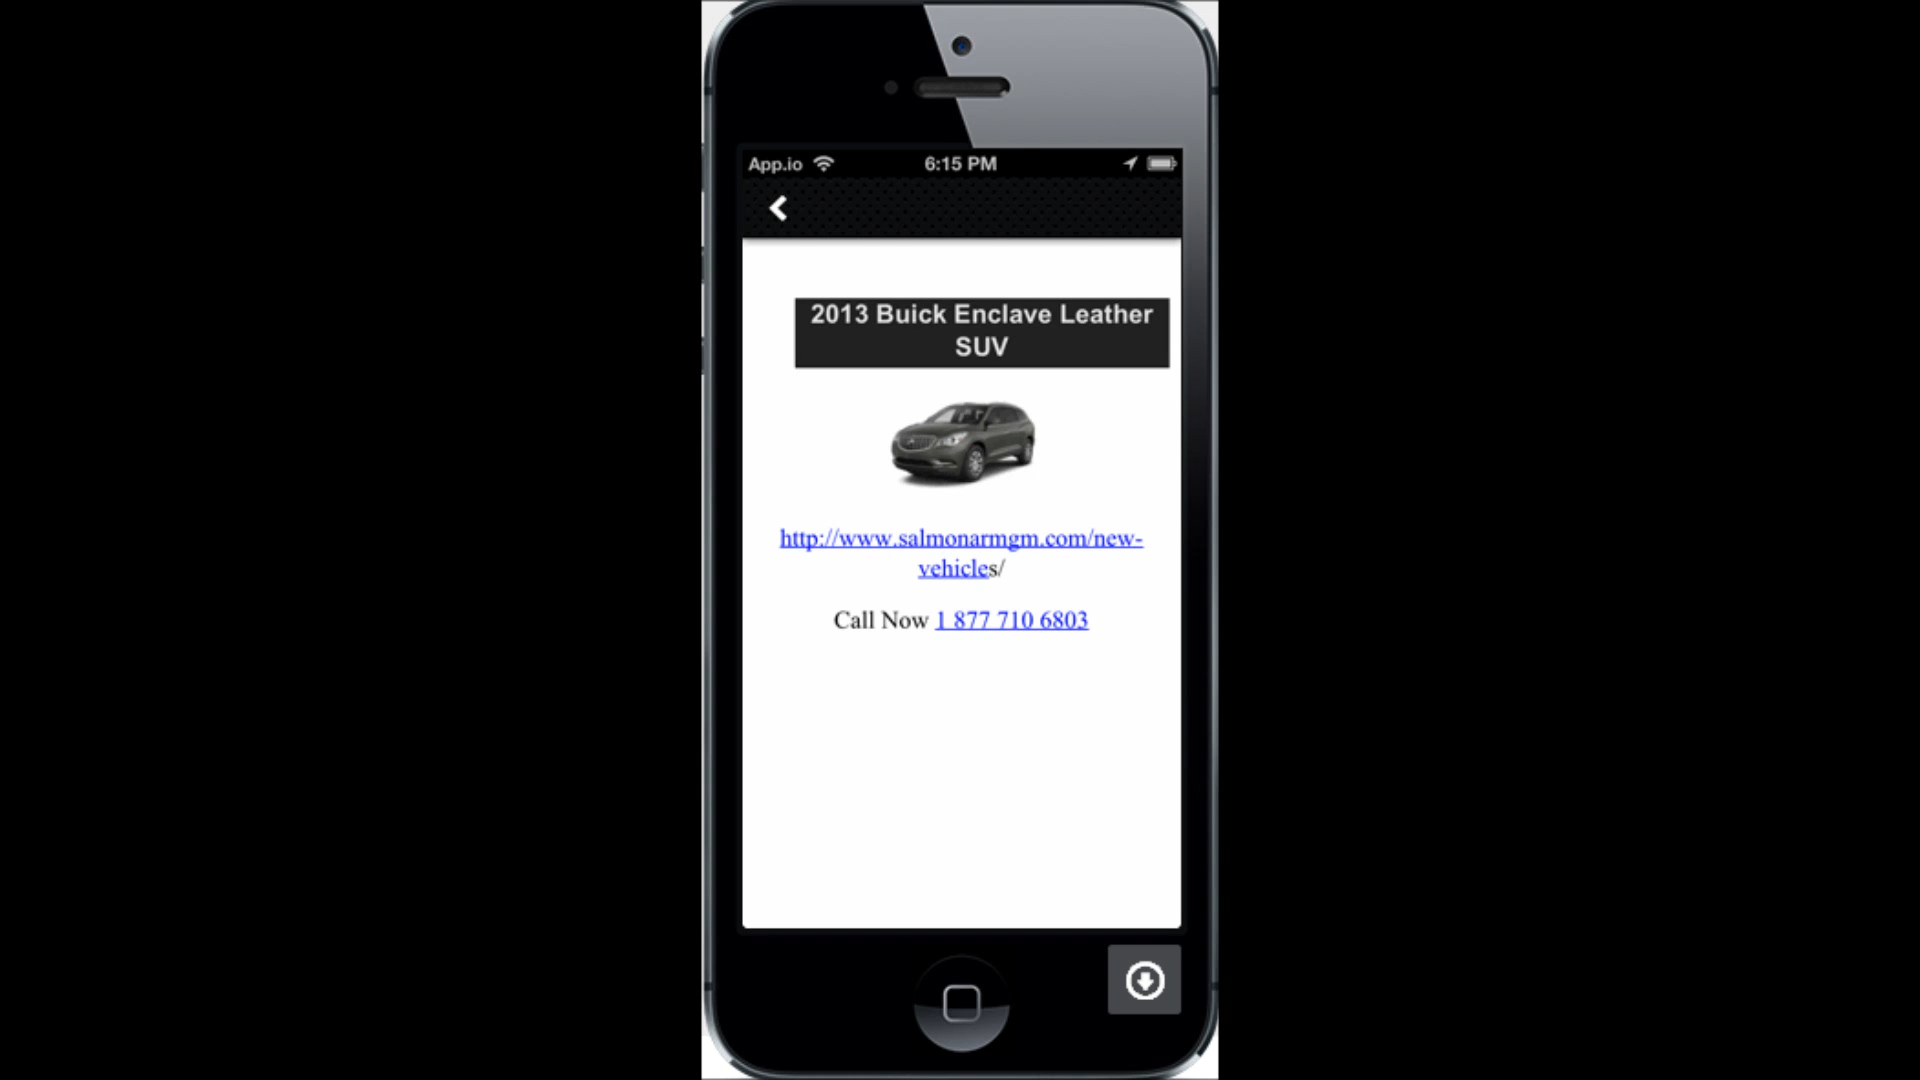 App.io 6:15 PM
2013 Buick Enclave Leather
SUV
http://www.salmonarmgm.com/new-
vehicles/
Call Now 1 877 710 6803